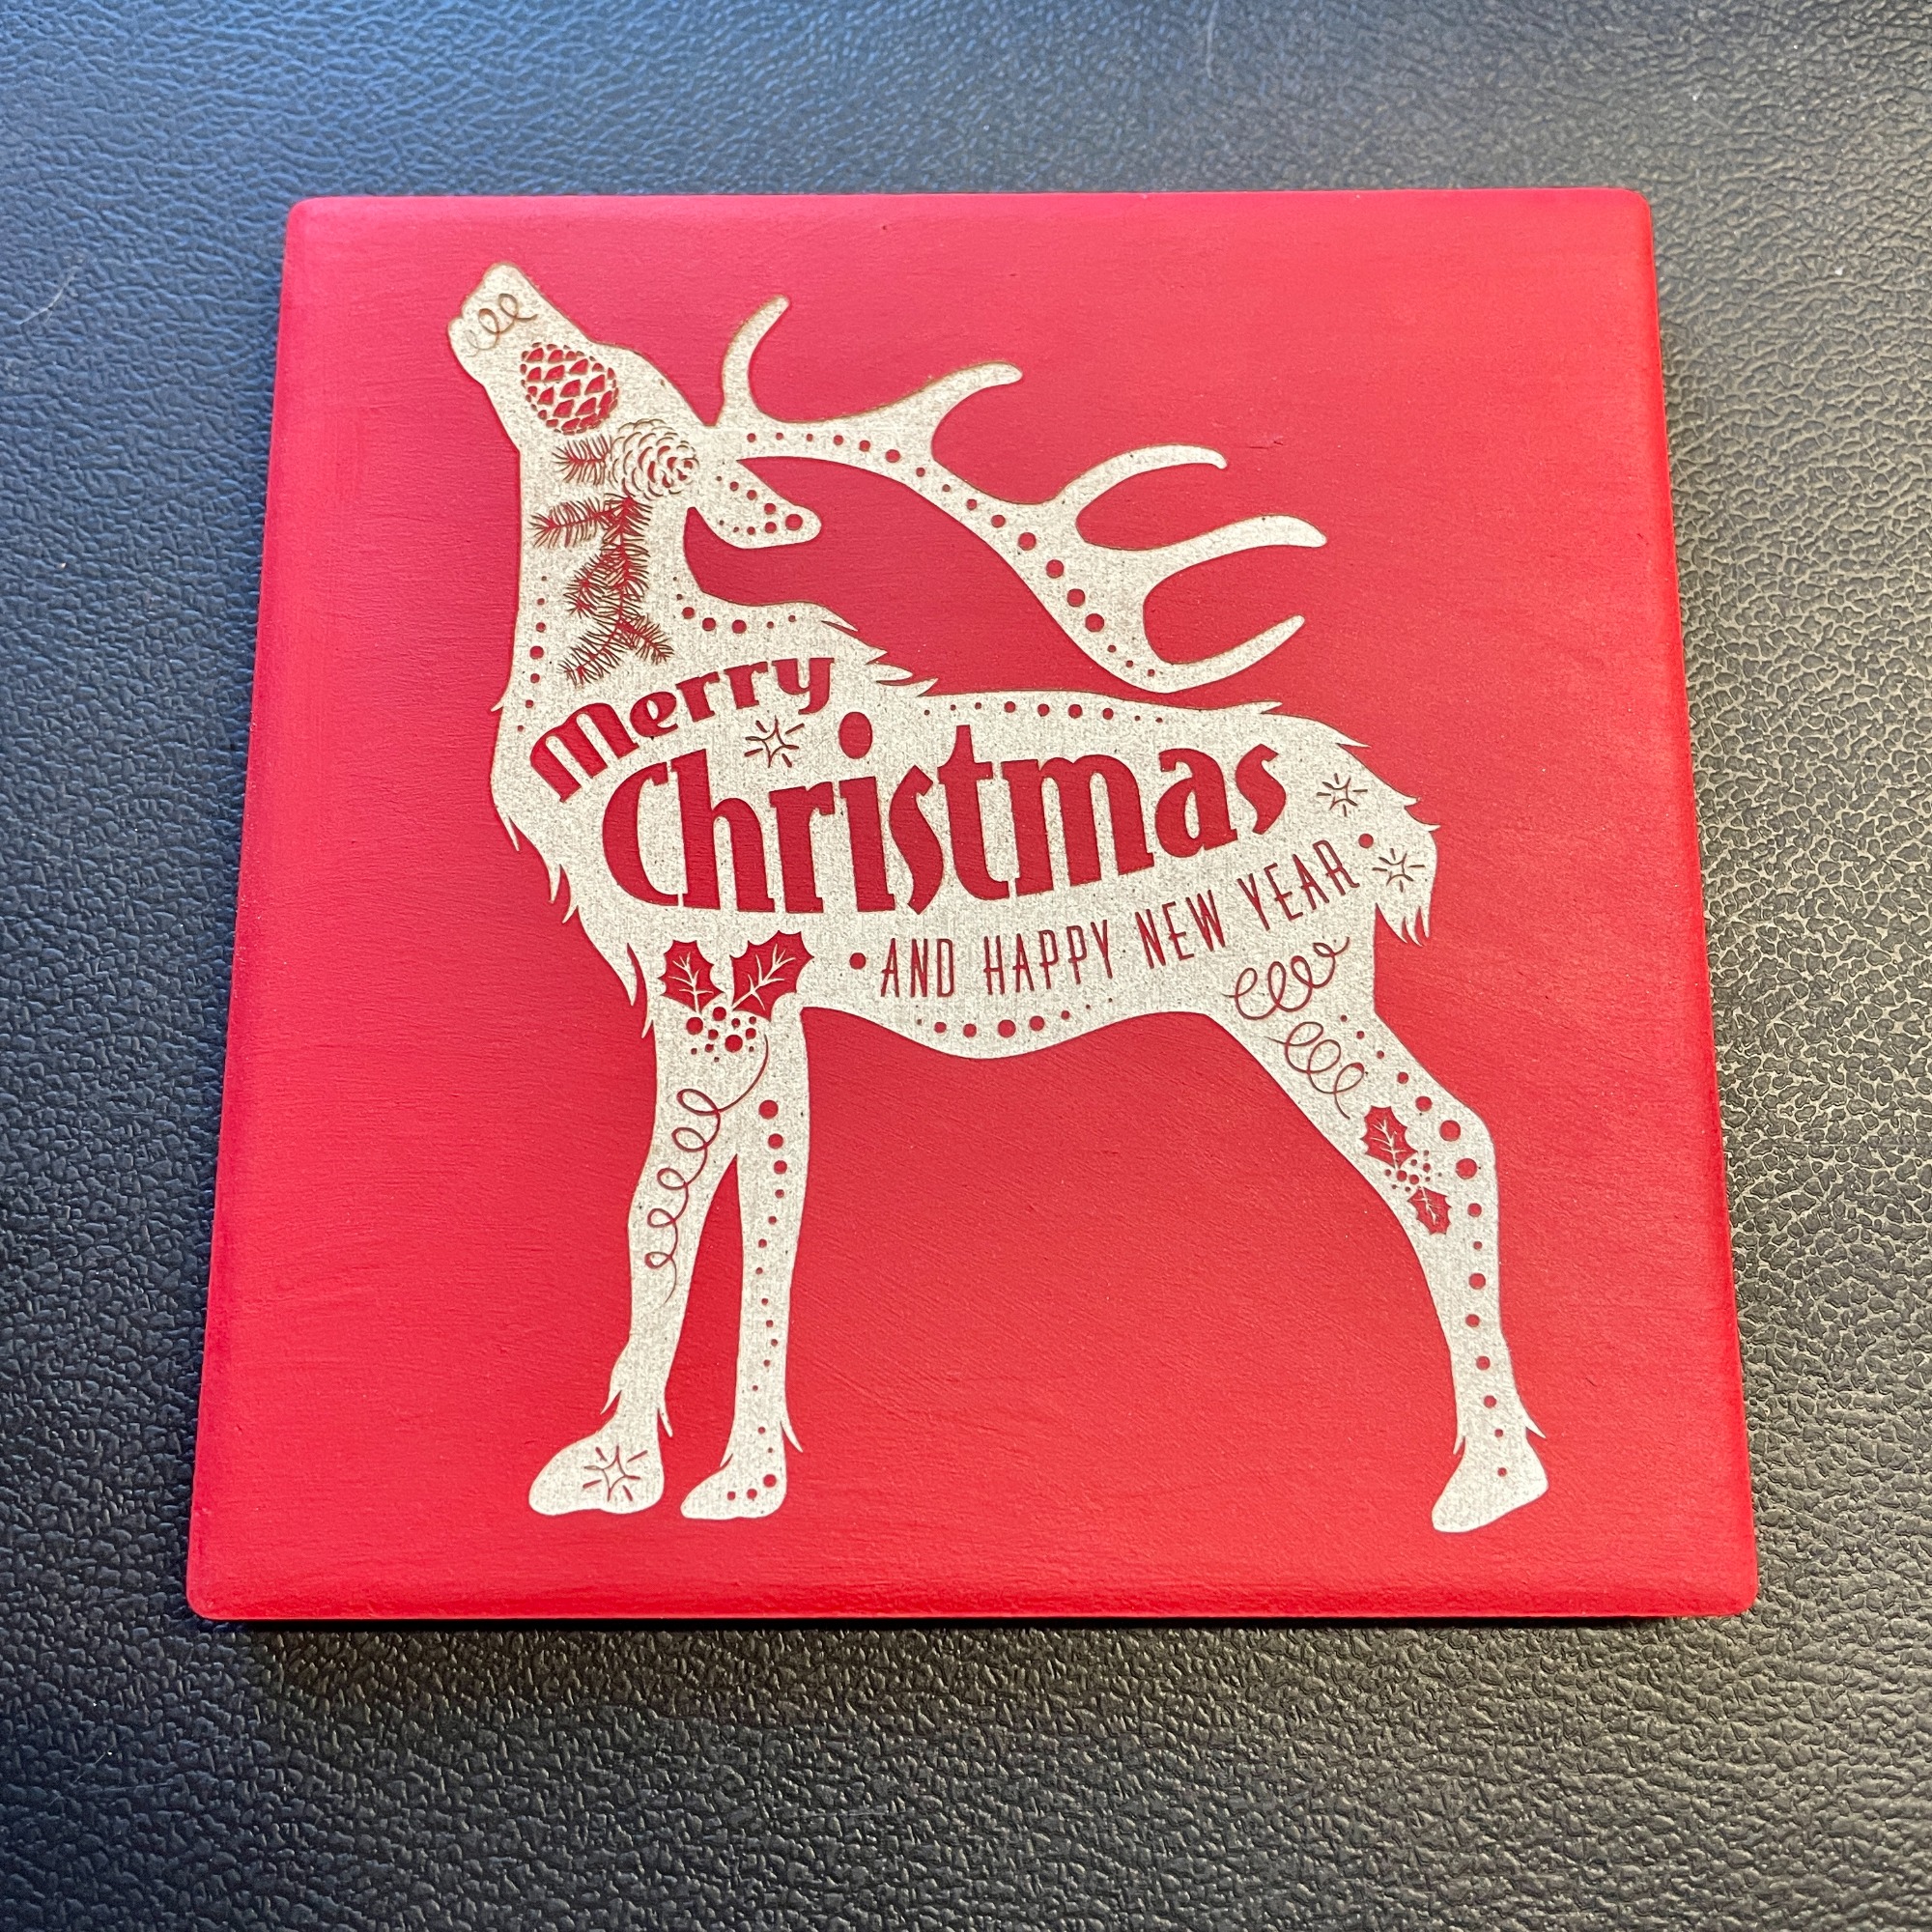 Merry
Christmas
• AND HAPPY NEW YEAR •